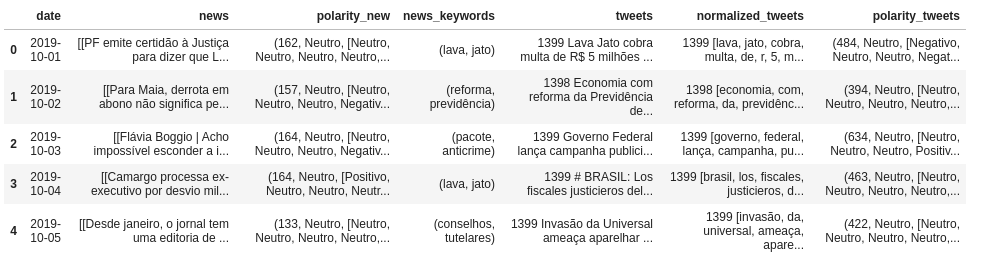 date news polarity_new news_keywords tweets normalized_tweets polarity_tweets
0 2019- [[PF emite certidão à Justiça (162, Neutro, [Neutro, (lava, jato) 1399 Lava Jato cobra 1399 [lava, jato, cobra, (484, Neutro, [Negativo,
10-01 para dizer que L... Neutro, Neutro, Neutro,... multa de R$ 5 milhões ... multa, de, r, 5, m... Neutro, Neutro, Negat...
1 2019- [[Para Maia, derrota em (157, Neutro, [Neutro, (reforma, 1398 Economia com 1398 [economia, com, (394, Neutro, [Neutro,
10-02 abono não significa pe... Neutro, Neutro, Negativ... previdência) reforma da Previdência reforma, da, previdênc... Neutro, Neutro, Neutro,...
de...
2 2019- [[Flávia Boggio | Acho (164, Neutro, [Neutro, (pacote, 1399 Governo Federal 1399 [governo, federal, (634, Neutro, [Neutro,
10-03 impossível esconder a i... Neutro, Neutro, Negativ... anticrime) lança campanha publici... lança, campanha, pu... Neutro, Neutro, Positiv...
3 2019- [[Camargo processa ex- (164, Neutro, [Positivo, (lava, jato) 1399 # BRASIL: Los 1399 [brasil, los, fiscales, (463, Neutro, [Neutro,
10-04 executivo por desvio mil... Neutro, Neutro, Neutr... fiscales justicieros del... justicieros, d... Neutro, Neutro, Neutro,...
4 2019- [[Desde janeiro, o jornal tem (133, Neutro, [Neutro, (conselhos, 1399 Invasão da Universal 1399 [invasão, da, (422, Neutro, [Neutro,
10-05 uma editoria de ... Neutro, Neutro, Neutro,... tutelares) ameaça aparelhar ... universal, ameaça, Neutro, Neutro, Neutro,...
apare...